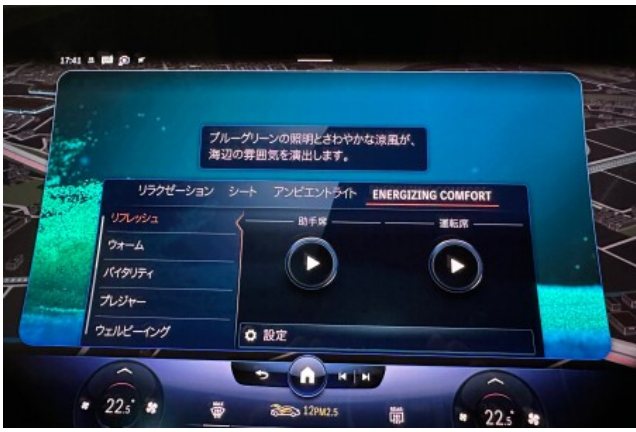 17:41
ブルーグリーンの照明とさわやかな涼風が、
海辺の雰囲気を演出します。
リラクゼーション シート アンビエントライト ENERGIZING COMFORT
リフレッシュ
助手席 運転席
ウォーム
バイタリティ
プレジャー
ウェルビーイング
設定
22.5° MAX 12PM2.5 REAR 22.5°